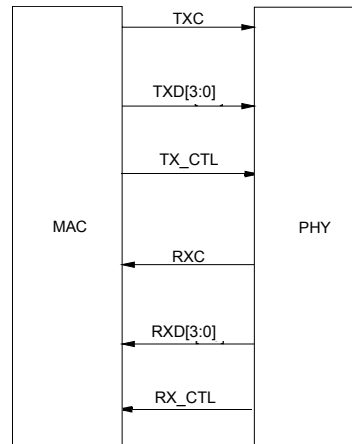 TXC
TXD[3:0]
TX_CTL
MAC
PHY
RXC
RXD[3:0]
RX_CTL